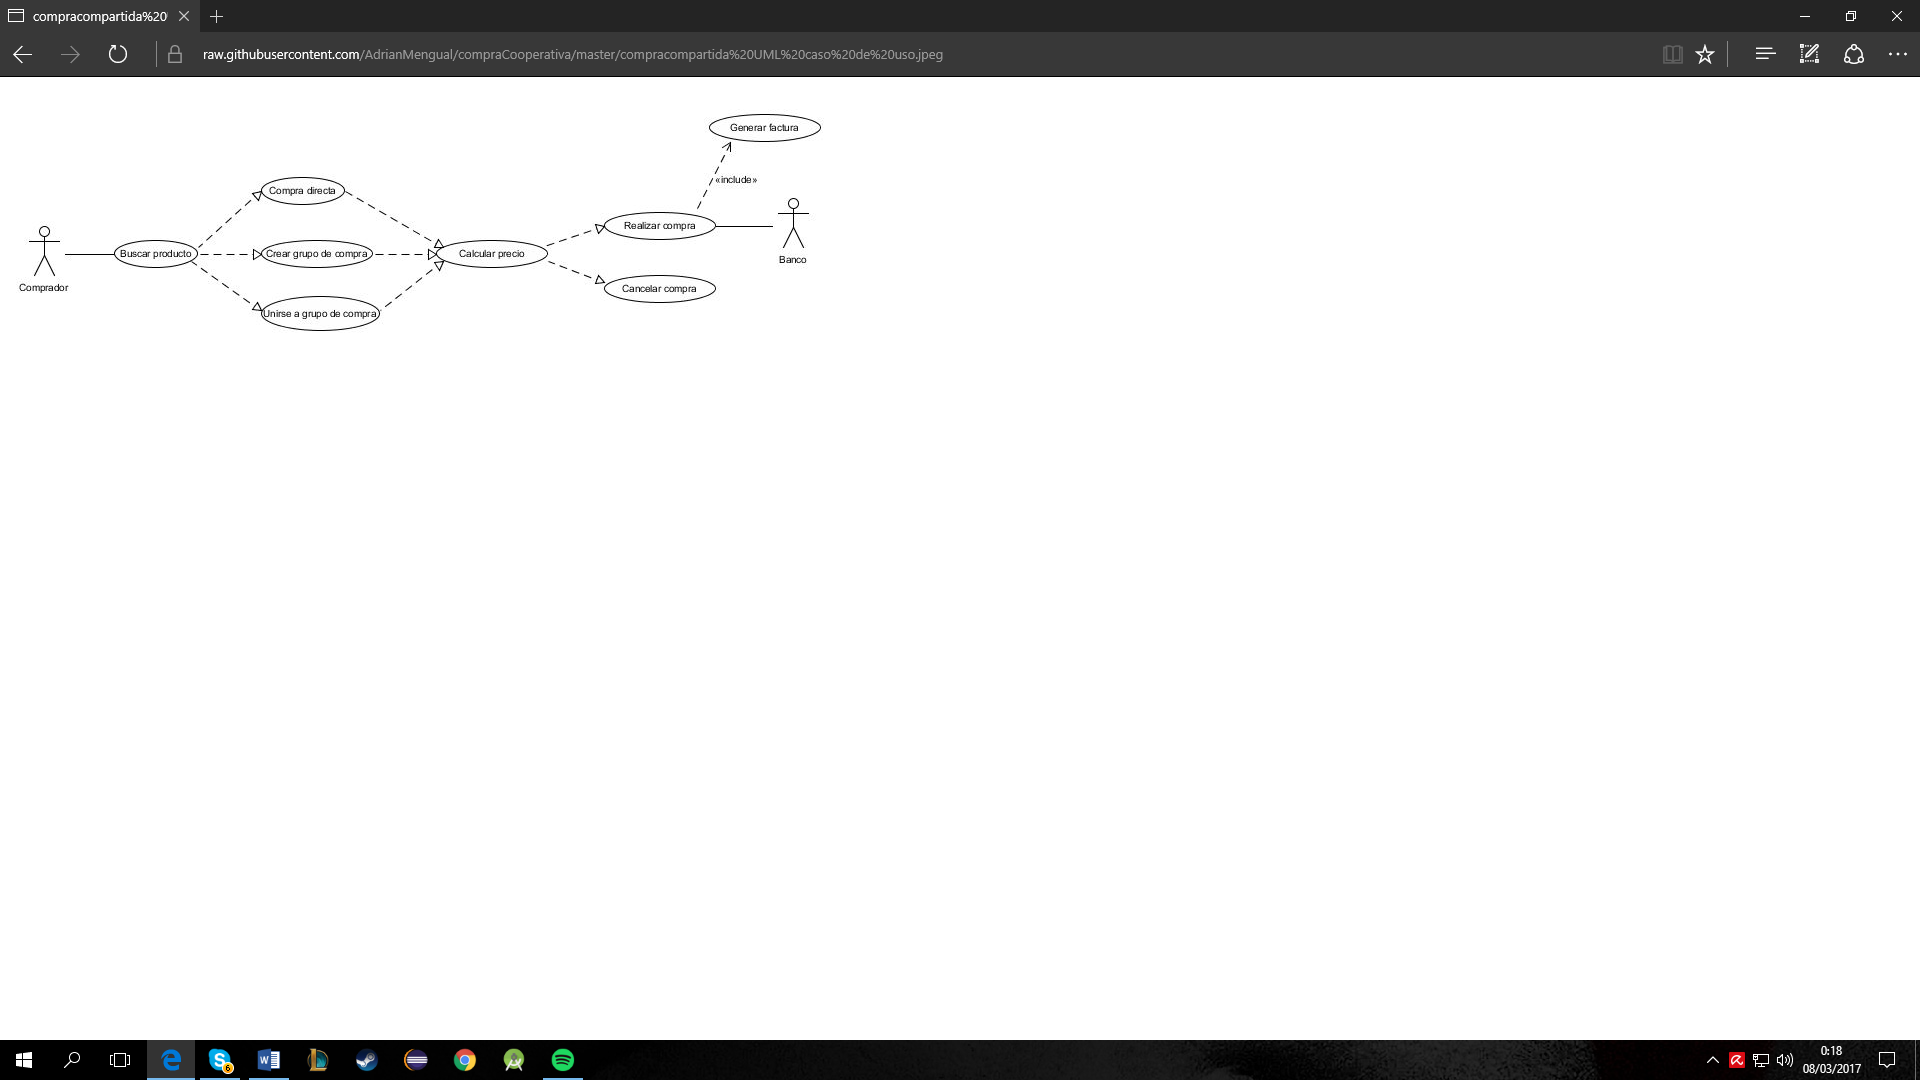 compracompartida%20
raw.githubusercontent.com/AdrianMengual/compraCooperativa/master/compracompartida%20UML%20caso%20de%20uso.jpeg
Generar factura
«include»
Compra directa
Realizar compra
Comprador
Buscar producto
Crear grupo de compra
Calcular precio
Banco
Cancelar compra
Unirse a grupo de compra
6
0:18
08/03/2017